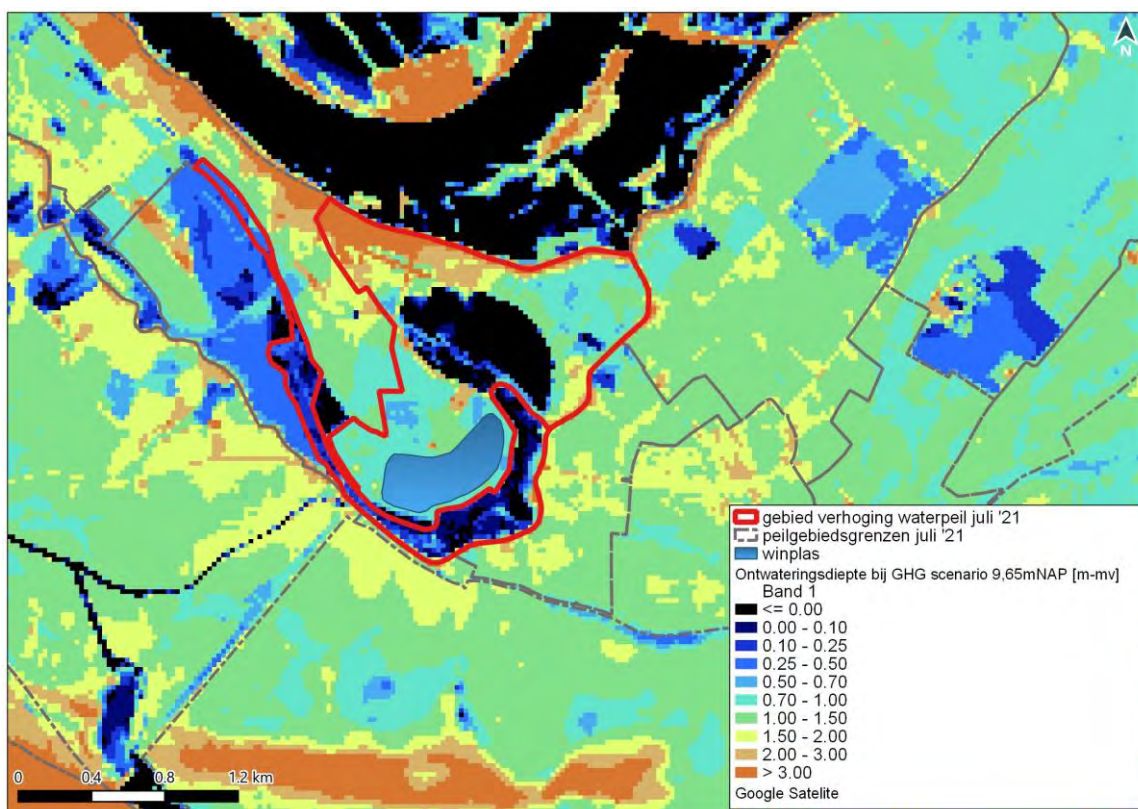 N
gebied verhoging waterpeil juli '21
peilgebiedsgrenzen juli '21
winplas
Ontwateringsdiepte bij GHG scenario 9,65mNAP [m-mv]
Band 1
<= 0.00
0.00 - 0.10
0.10 - 0.25
0.25 - 0.50
0.50 - 0.70
0.70 - 1.00
1.00 - 1.50
1.50 - 2.00
2.00 - 3.00
> 3.00
Google Satelite
0 0.4 0.8 1.2 km